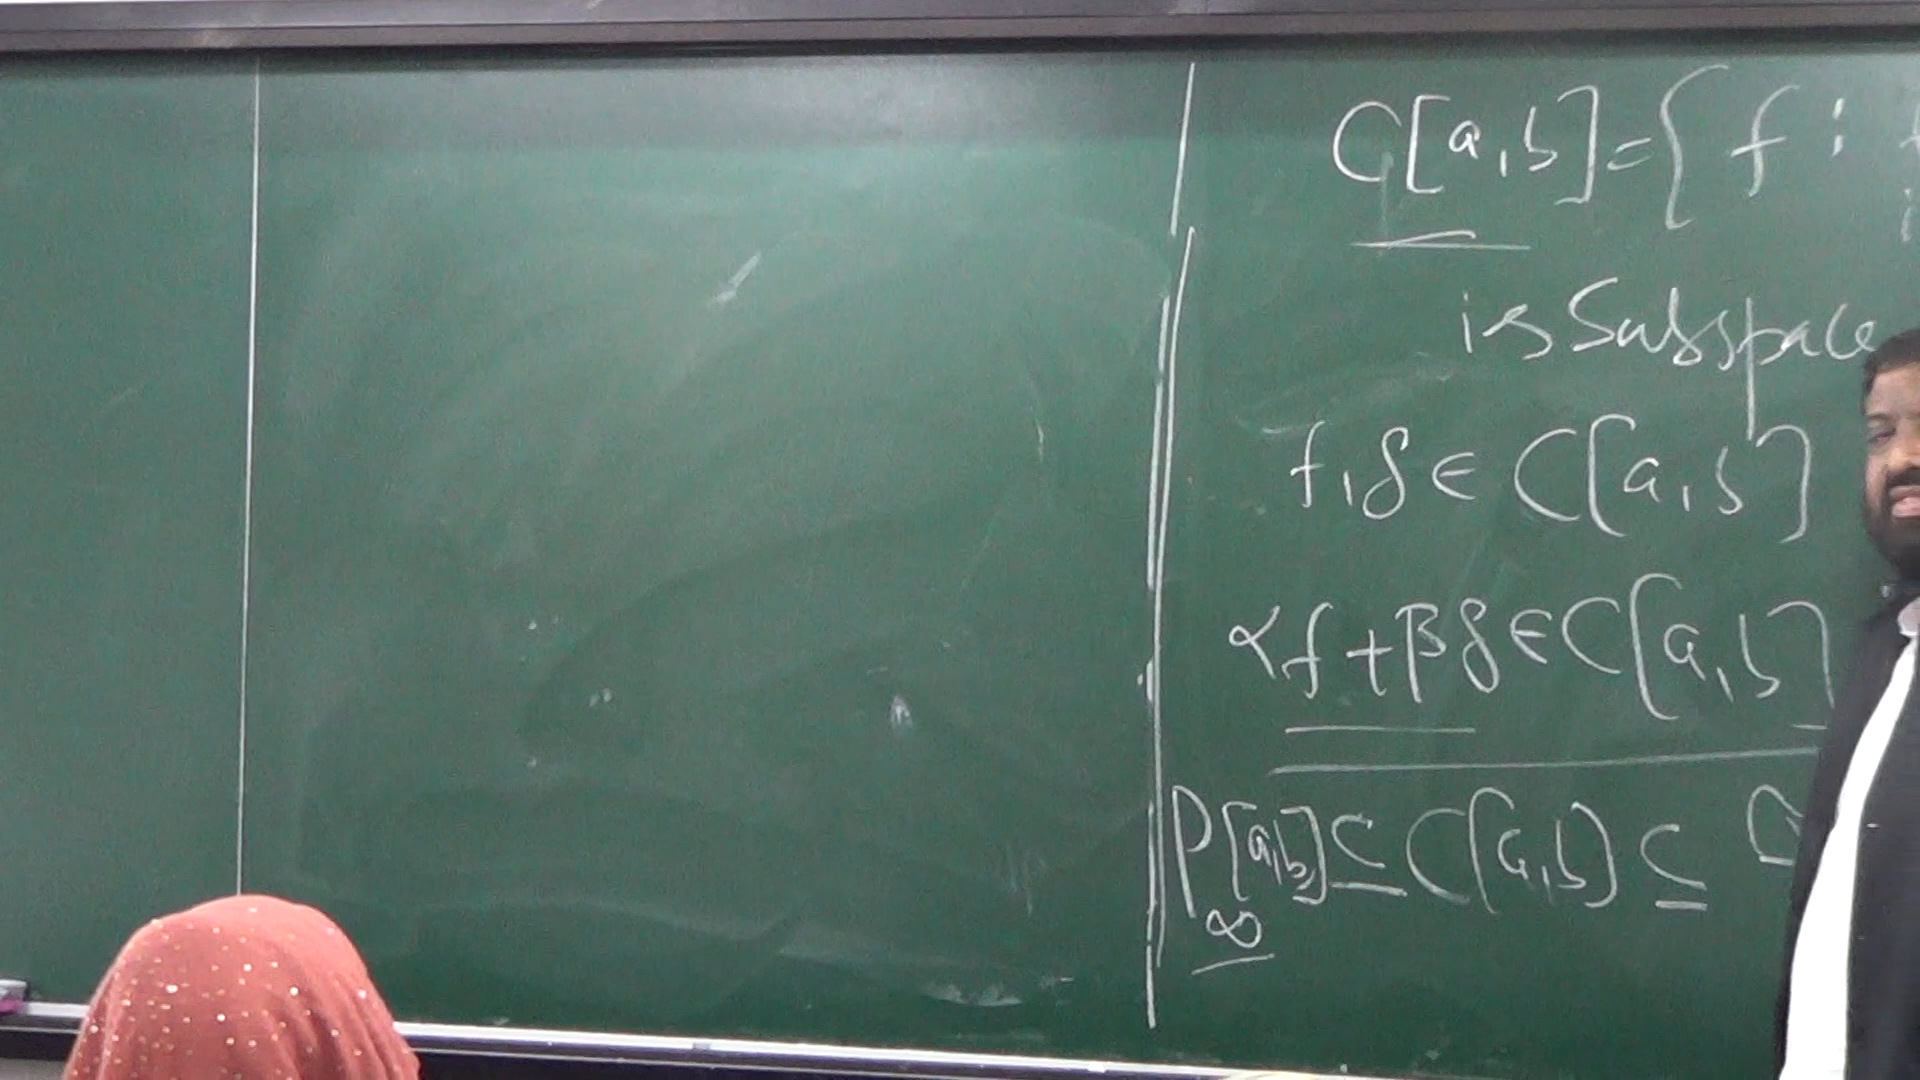 C[a,b]={ f :
is Subspace
f,g ∈ C[a,b]
αf+βg∈C[a,b]
P∞[a,b] ⊆ C[a,b] ⊆